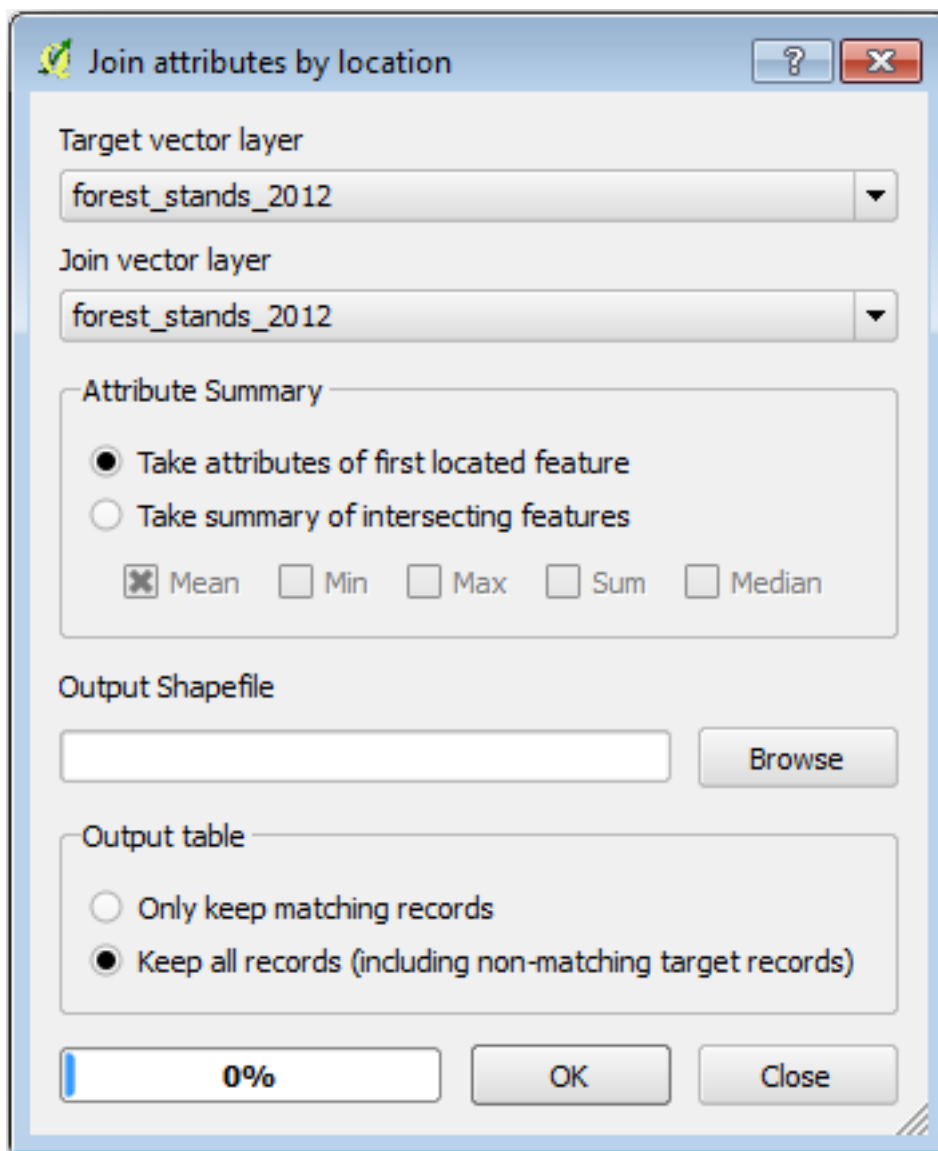 Join attributes by location
Target vector layer
forest_stands_2012
Join vector layer
forest_stands_2012
Attribute Summary
Take attributes of first located feature
Take summary of intersecting features
Mean Min Max Sum Median
Output Shapefile
Browse
Output table
Only keep matching records
Keep all records (including non-matching target records)
0% OK Close